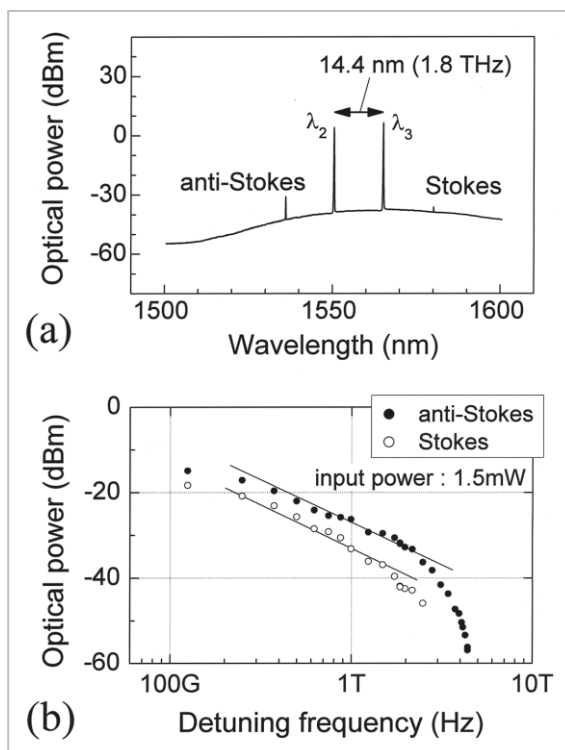 14.4 nm (1.8 THz)
λ2
λ3
anti-Stokes
Stokes
30
0
-30
-60
Optical power (dBm)
1500
1550
1600
Wavelength (nm)
(a)
anti-Stokes
Stokes
input power : 1.5mW
0
-20
-40
-60
Optical power (dBm)
100G
1T
10T
Detuning frequency (Hz)
(b)